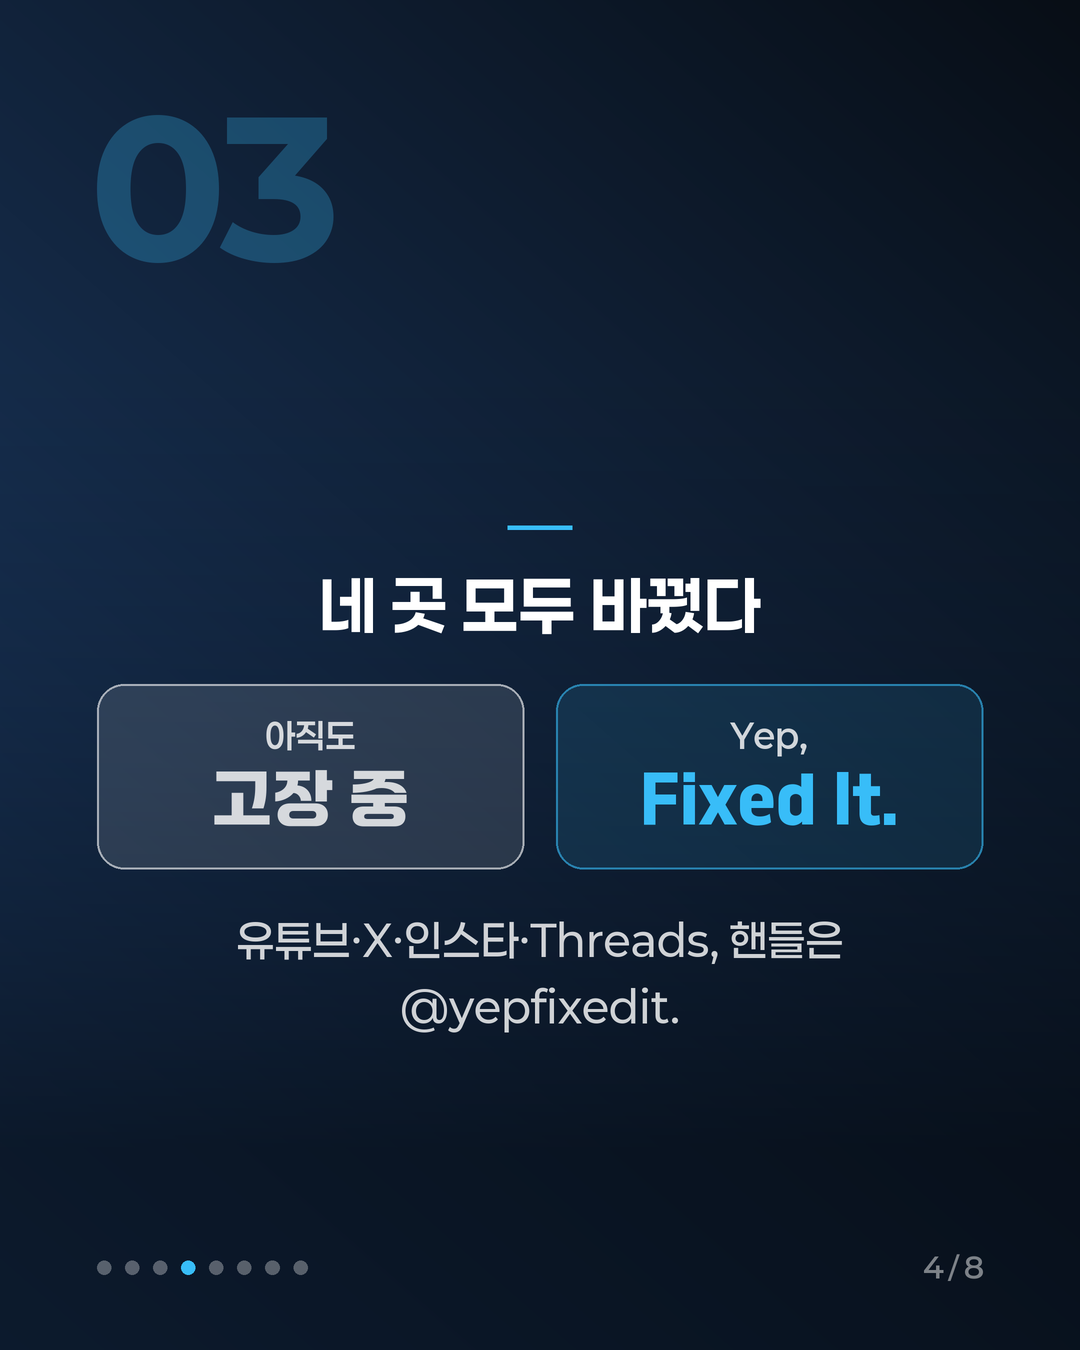 03
네 곳 모두 바꿨다
아직도
고장 중
Yep,
Fixed It.
유튜브·X·인스타·Threads, 핸들은
@yepfixedit.
4/8